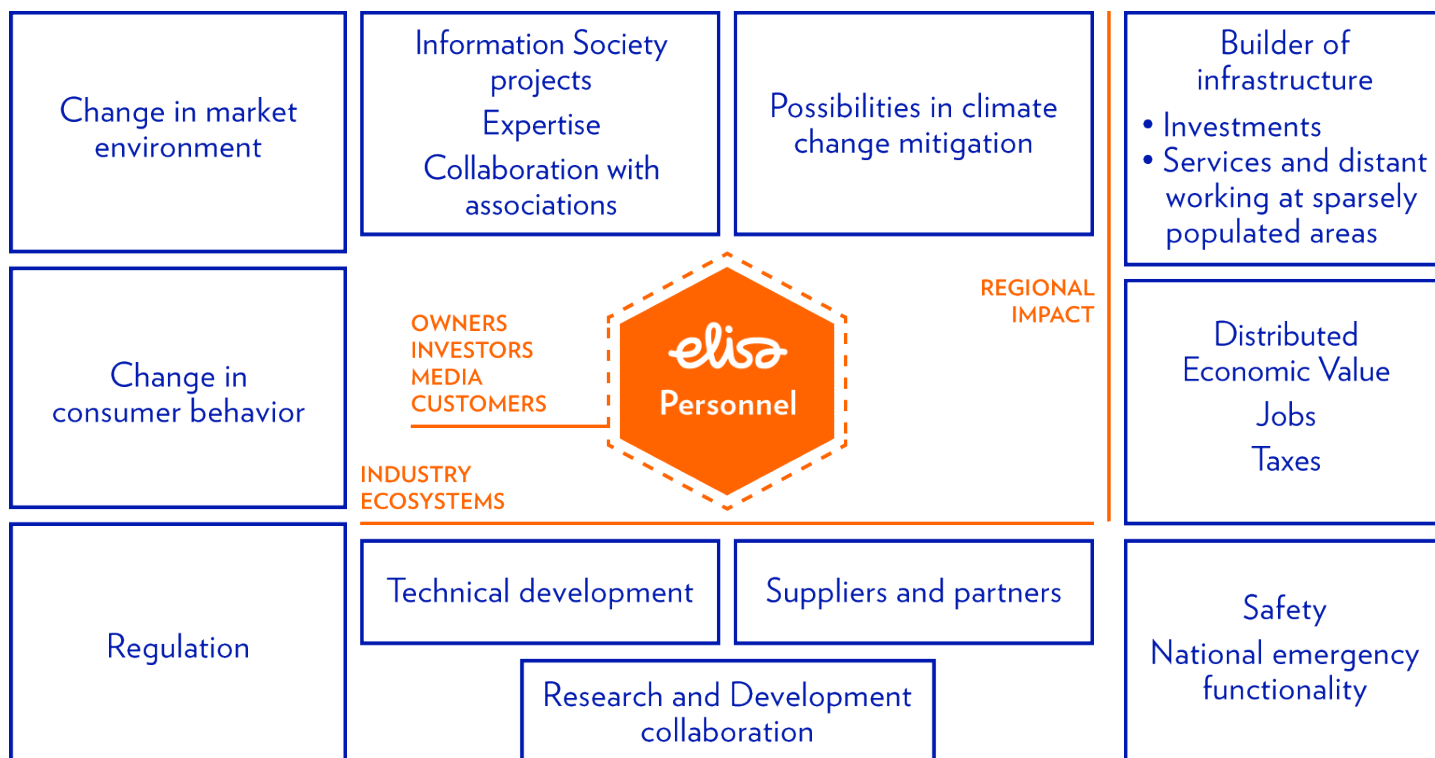 Change in market
environment
Information Society
projects
Expertise
Collaboration with
associations
Possibilities in climate
change mitigation
Builder of
infrastructure
• Investments
• Services and distant
working at sparsely
populated areas
Change in
consumer behavior
OWNERS
INVESTORS
MEDIA
CUSTOMERS
elisa
Personnel
REGIONAL
IMPACT
Distributed
Economic Value
Jobs
Taxes
INDUSTRY
ECOSYSTEMS
Regulation
Technical development
Suppliers and partners
Research and Development
collaboration
Safety
National emergency
functionality